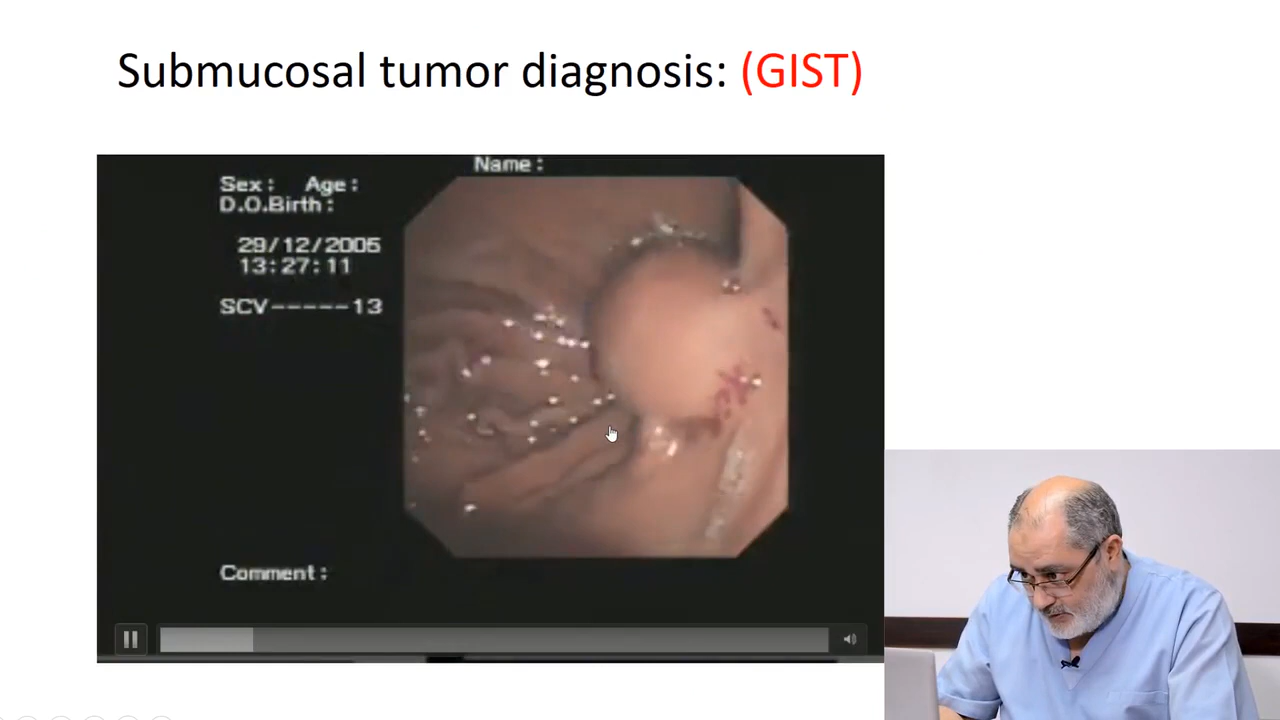 Submucosal tumor diagnosis: (GIST)
Name :
Sex : Age :
D.O.Birth :
29/12/2005
13:27:11
SCV-----13
Comment :